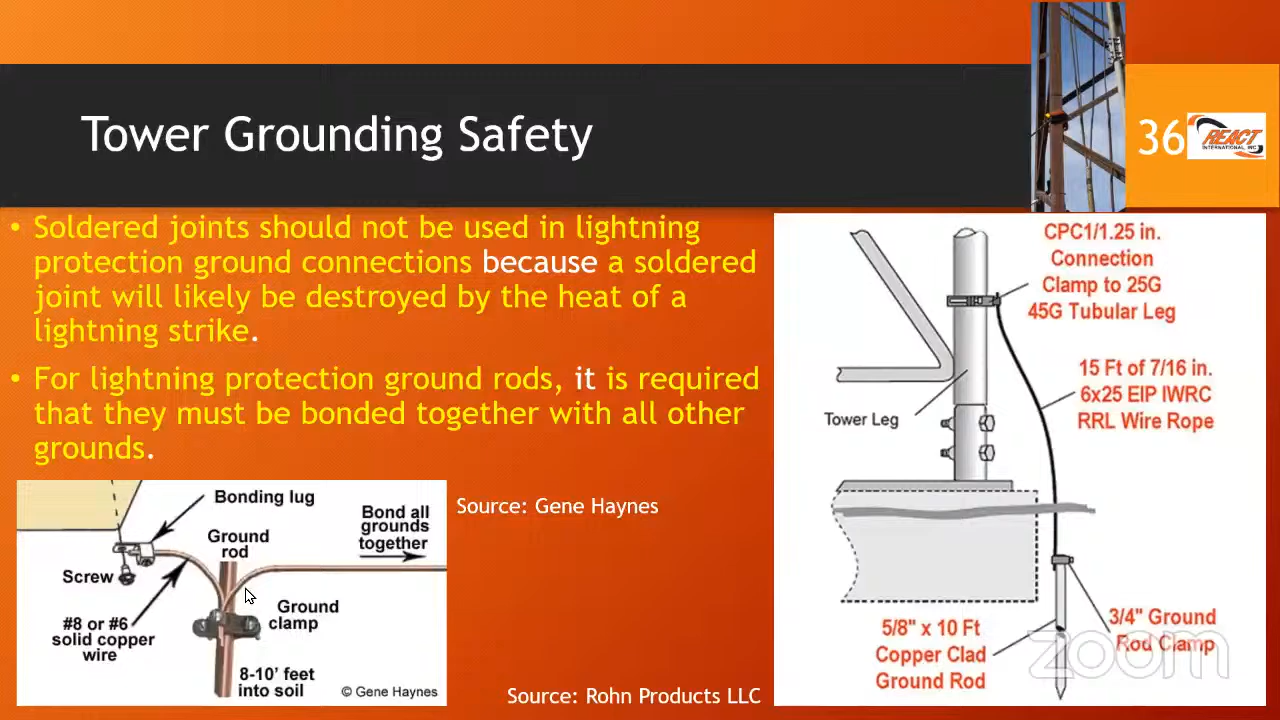 Tower Grounding Safety
36
REACT
INTERNATIONAL, INC.
• Soldered joints should not be used in lightning
protection ground connections because a soldered
joint will likely be destroyed by the heat of a
lightning strike.
• For lightning protection ground rods, it is required
that they must be bonded together with all other
grounds.
Bonding lug
Ground
rod
Bond all
grounds
together
Screw
#8 or #6
solid copper
wire
Ground
clamp
8-10' feet
into soil
© Gene Haynes
Source: Gene Haynes
Source: Rohn Products LLC
CPC1/1.25 in.
Connection
Clamp to 25G
45G Tubular Leg
15 Ft of 7/16 in.
6x25 EIP IWRC
RRL Wire Rope
Tower Leg
5/8" x 10 Ft
Copper Clad
Ground Rod
3/4" Ground
Rod Clamp
zoom